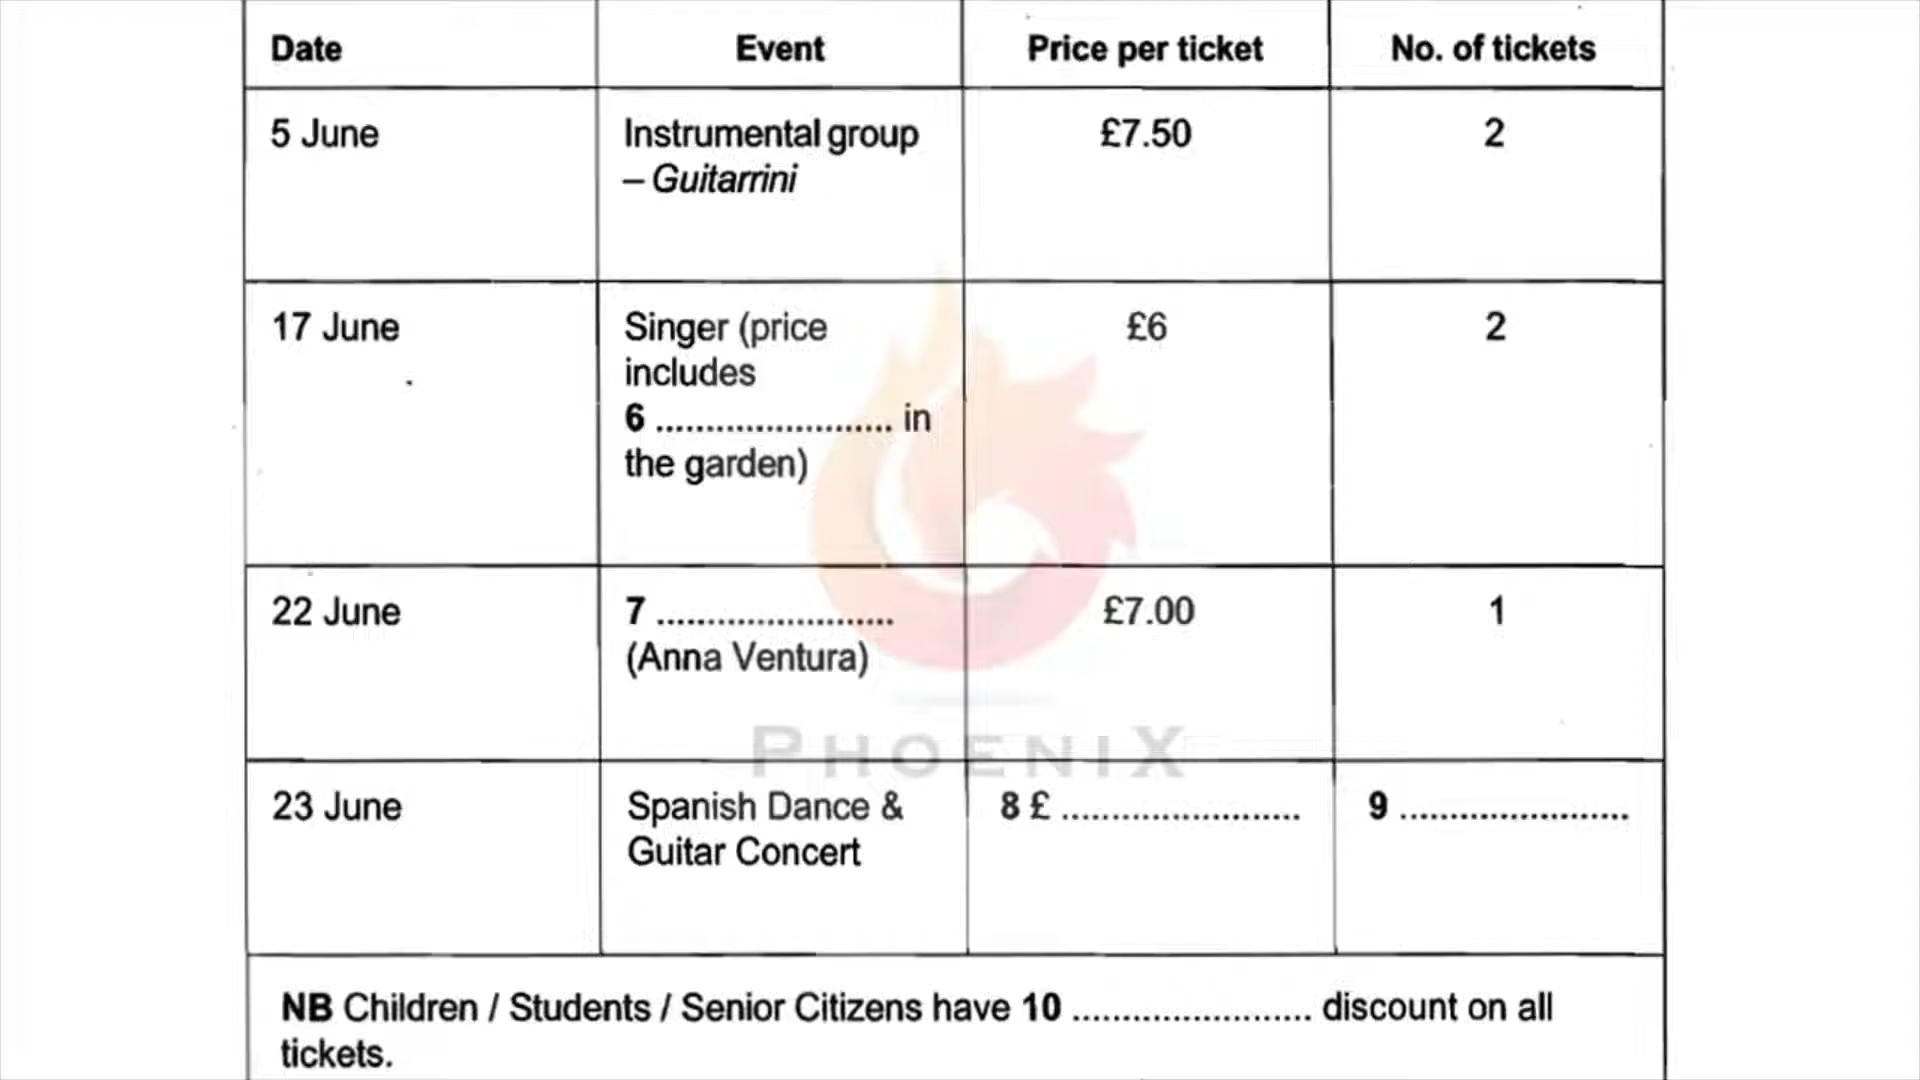 Date Event Price per ticket No. of tickets
5 June Instrumental group £7.50 2
– Guitarrini
17 June Singer (price £6 2
includes
6 ........................ in
the garden)
22 June 7 ........................ £7.00 1
(Anna Ventura)
PHOENIX
23 June Spanish Dance & 8 £ ........................ 9 .......................
Guitar Concert
NB Children / Students / Senior Citizens have 10 ........................ discount on all
tickets.